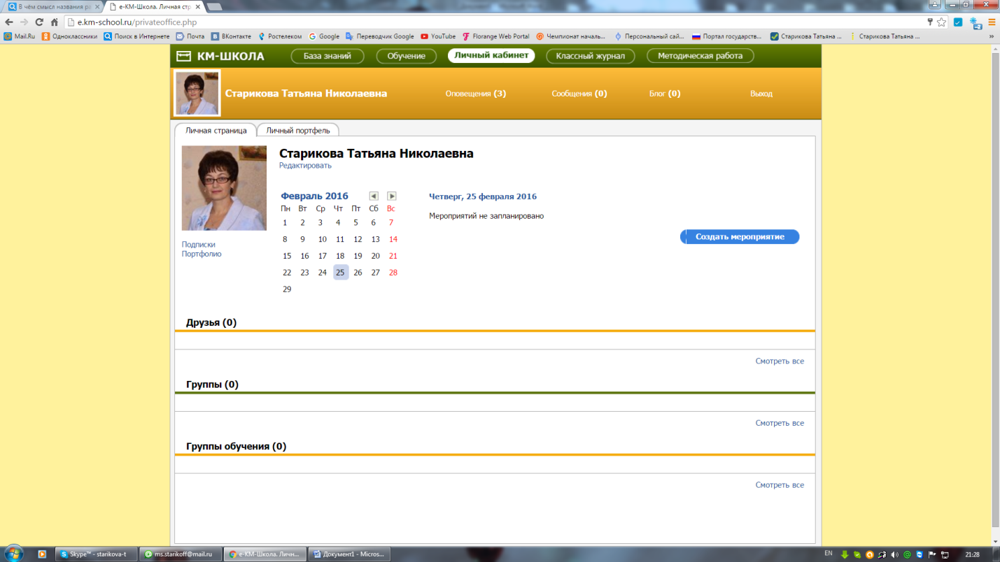 В чём смысл названия ра
е-КМ-Школа. Личная стр
e.km-school.ru/privateoffice.php
Mail.Ru Одноклассники Поиск в Интернете Почта ВКонтакте Ростелеком Google Переводчик Google YouTube Florange Web Portal Чемпионат началь... Персональный сай... Портал государств... Старикова Татьяна ... Старикова Татьяна ... »
КМ-ШКОЛА База знаний Обучение Личный кабинет Классный журнал Методическая работа
Старикова Татьяна Николаевна Оповещения (3) Сообщения (0) Блог (0) Выход
Личная страница Личный портфель
Старикова Татьяна Николаевна
Редактировать
Февраль 2016
Пн Вт Ср Чт Пт Сб Вс
1 2 3 4 5 6 7
8 9 10 11 12 13 14
15 16 17 18 19 20 21
22 23 24 25 26 27 28
29
Четверг, 25 февраля 2016
Мероприятий не запланировано
Создать мероприятие
Подписки
Портфолио
Друзья (0)
Смотреть все
Группы (0)
Смотреть все
Группы обучения (0)
Смотреть все
Skype™ - starikova-t ms.starikoff@mail.ru е-КМ-Школа. Личн... Документ1 - Micros... EN 21:28